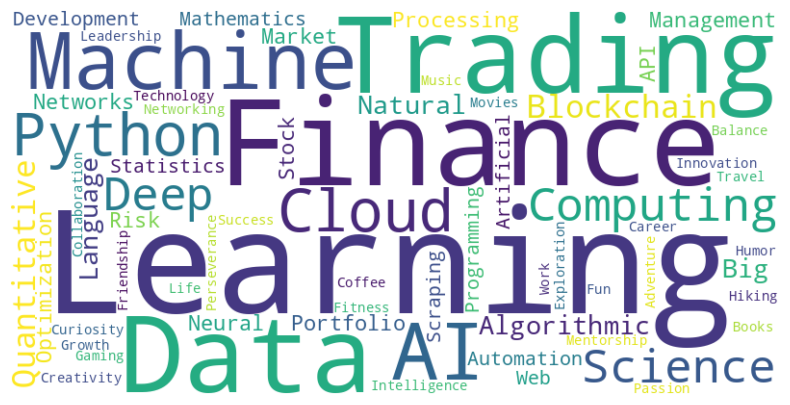 Development
Mathematics
Trading
Processing
Management
Leadership
Machine
Market
API
Music
Networks
Technology
Networking
Natural
Movies
Blockchain
Python
Finance
Stock
Balance
Statistics
Artificial
Innovation
Travel
Quantitative
Language
Collaboration
Deep
Cloud
Programming
Computing
Optimization
Risk
Friendship
Perseverance
Success
Learning
Career
Humor
Big
Life
Coffee
Scraping
Work
Exploration
Fun
Adventure
Hiking
Fitness
Neural
Portfolio
Algorithmic
Books
Curiosity
Growth
Gaming
Creativity
Data
AI
Automation
Web
Mentorship
Science
Intelligence
Passion